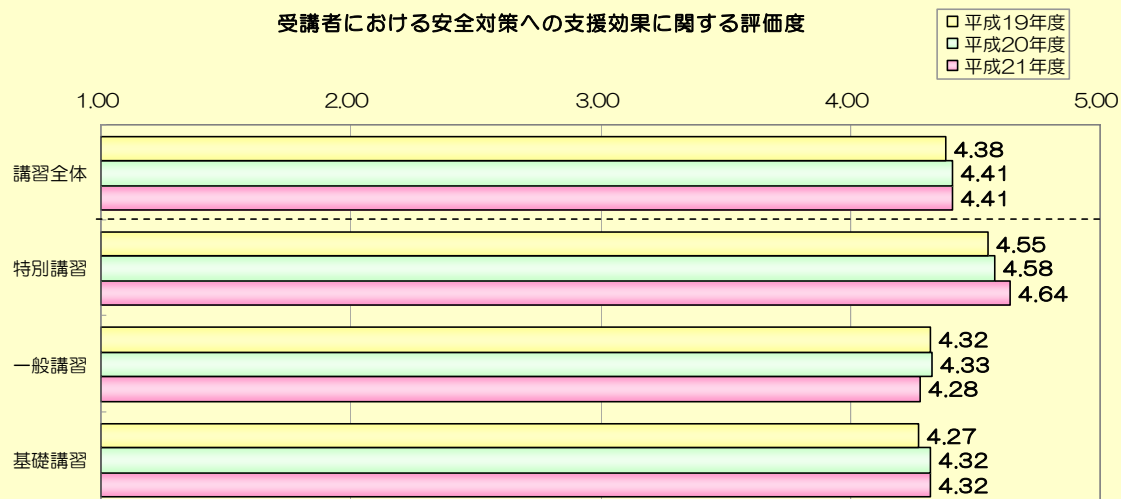 受講者における安全対策への支援効果に関する評価度
平成19年度
平成20年度
平成21年度
1.00 2.00 3.00 4.00 5.00
講習全体
4.38
4.41
4.41
特別講習
4.55
4.58
4.64
一般講習
4.32
4.33
4.28
基礎講習
4.27
4.32
4.32